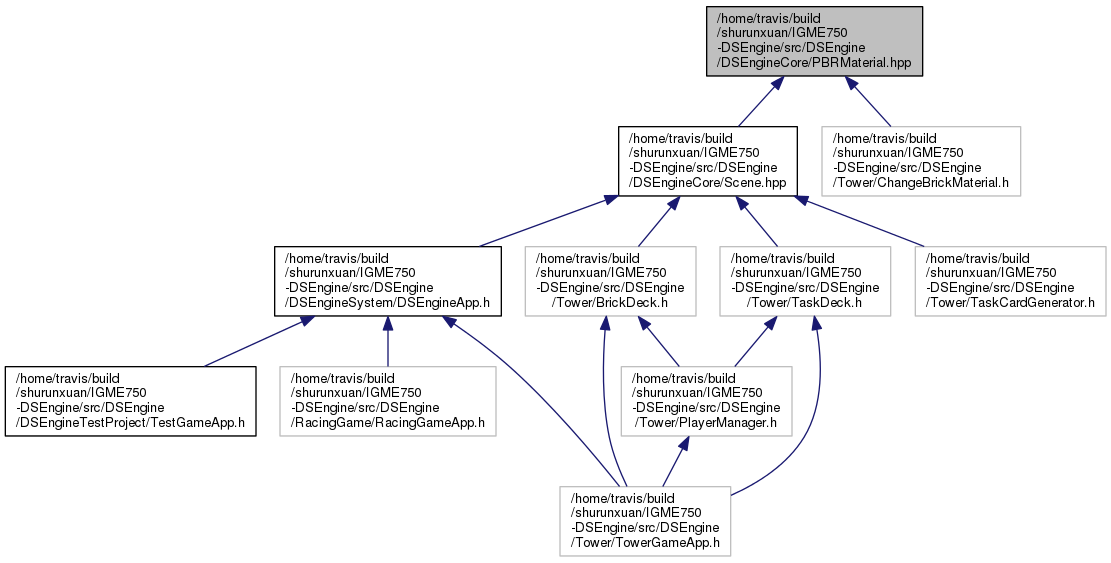 /home/travis/build
/shurunxuan/IGME750
-DSEngine/src/DSEngine
/DSEngineCore/PBRMaterial.hpp
/home/travis/build
/shurunxuan/IGME750
-DSEngine/src/DSEngine
/DSEngineCore/Scene.hpp
/home/travis/build
/shurunxuan/IGME750
-DSEngine/src/DSEngine
/Tower/ChangeBrickMaterial.h
/home/travis/build
/shurunxuan/IGME750
-DSEngine/src/DSEngine
/DSEngineSystem/DSEngineApp.h
/home/travis/build
/shurunxuan/IGME750
-DSEngine/src/DSEngine
/Tower/BrickDeck.h
/home/travis/build
/shurunxuan/IGME750
-DSEngine/src/DSEngine
/Tower/TaskDeck.h
/home/travis/build
/shurunxuan/IGME750
-DSEngine/src/DSEngine
/Tower/TaskCardGenerator.h
/home/travis/build
/shurunxuan/IGME750
-DSEngine/src/DSEngine
/DSEngineTestProject/TestGameApp.h
/home/travis/build
/shurunxuan/IGME750
-DSEngine/src/DSEngine
/RacingGame/RacingGameApp.h
/home/travis/build
/shurunxuan/IGME750
-DSEngine/src/DSEngine
/Tower/PlayerManager.h
/home/travis/build
/shurunxuan/IGME750
-DSEngine/src/DSEngine
/Tower/TowerGameApp.h